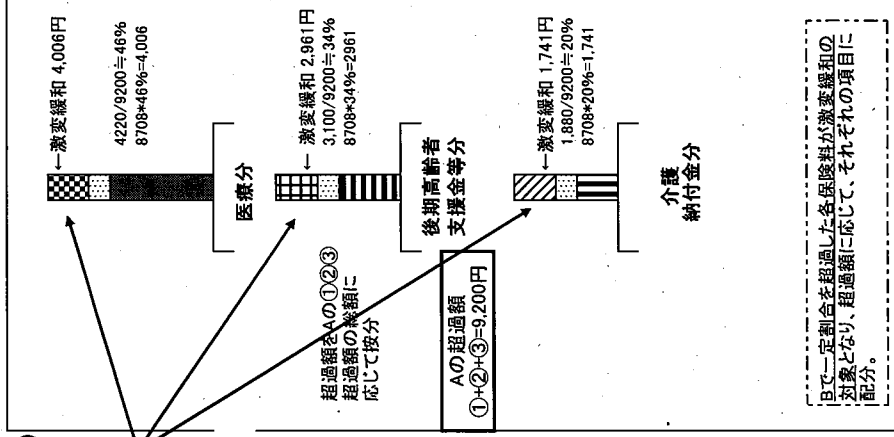 ←激変緩和 4,006円
4220/9200≒46%
8708*46%=4,006
医療分
←激変緩和 2,961円
3,100/9200≒34%
8708*34%=2961
後期高齢者
支援金等分
超過額をAの①②③
超過額の総額に
応じて按分
Aの超過額
①+②+③=9,200円
←激変緩和 1,741円
1,880/9200≒20%
8708*20%=1,741
介護
納付金分
Bで一定割合を超過した各保険料が激変緩和の
対象となり、超過額に応じて、それぞれの項目に
配分。